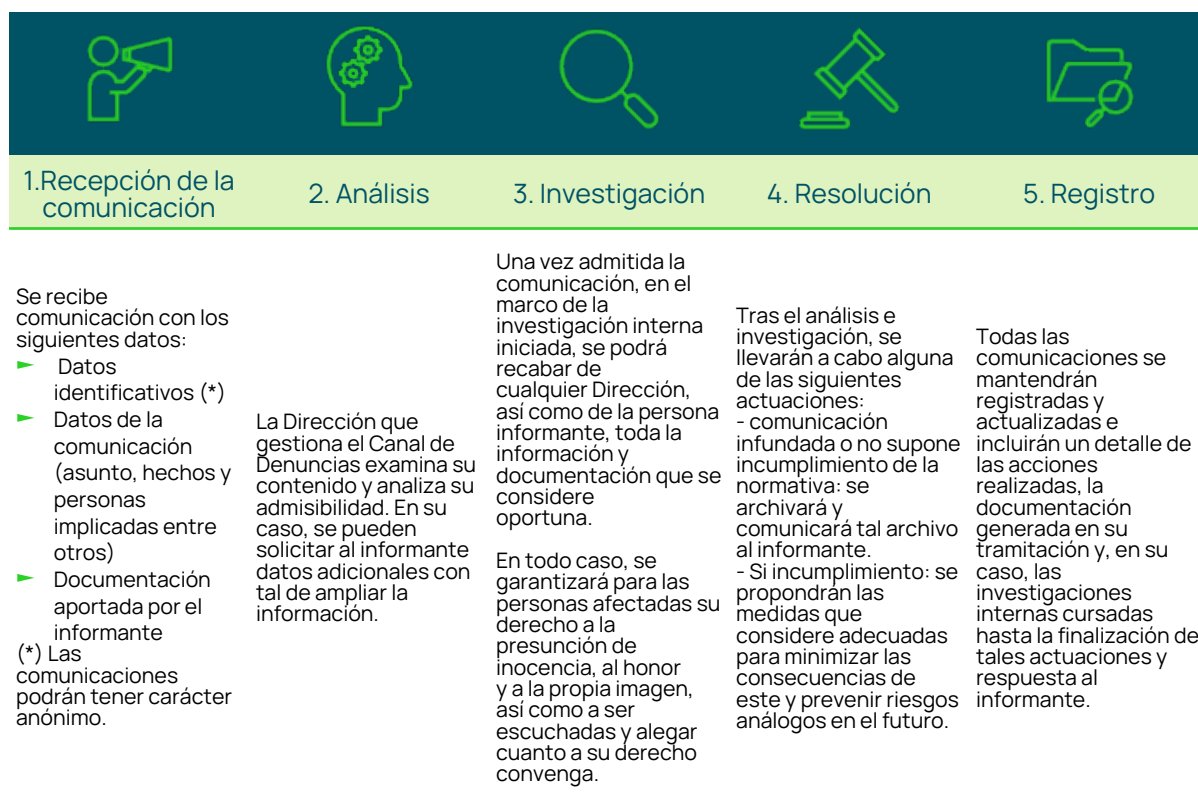 1.Recepción de la
comunicación
2. Análisis
3. Investigación
4. Resolución
5. Registro
Se recibe
comunicación con los
siguientes datos:
► Datos
identificativos (*)
► Datos de la
comunicación
(asunto, hechos y
personas
implicadas entre
otros)
► Documentación
aportada por el
informante
(*) Las
comunicaciones
podrán tener carácter
anónimo.
La Dirección que
gestiona el Canal de
Denuncias examina su
contenido y analiza su
admisibilidad. En su
caso, se pueden
solicitar al informante
datos adicionales con
tal de ampliar la
información.
Una vez admitida la
comunicación, en el
marco de la
investigación interna
iniciada, se podrá
recabar de
cualquier Dirección,
así como de la persona
informante, toda la
información y
documentación que se
considere
oportuna.
En todo caso, se
garantizará para las
personas afectadas su
derecho a la
presunción de
inocencia, al honor
y a la propia imagen,
así como a ser
escuchadas y alegar
cuanto a su derecho
convenga.
Tras el análisis e
investigación, se
llevarán a cabo alguna
de las siguientes
actuaciones:
- comunicación
infundada o no supone
incumplimiento de la
normativa: se
archivará y
comunicará tal archivo
al informante.
- Si incumplimiento: se
propondrán las
medidas que
considere adecuadas
para minimizar las
consecuencias de
este y prevenir riesgos
análogos en el futuro.
Todas las
comunicaciones se
mantendrán
registradas y
actualizadas e
incluirán un detalle de
las acciones
realizadas, la
documentación
generada en su
tramitación y, en su
caso, las
investigaciones
internas cursadas
hasta la finalización de
tales actuaciones y
respuesta al
informante.